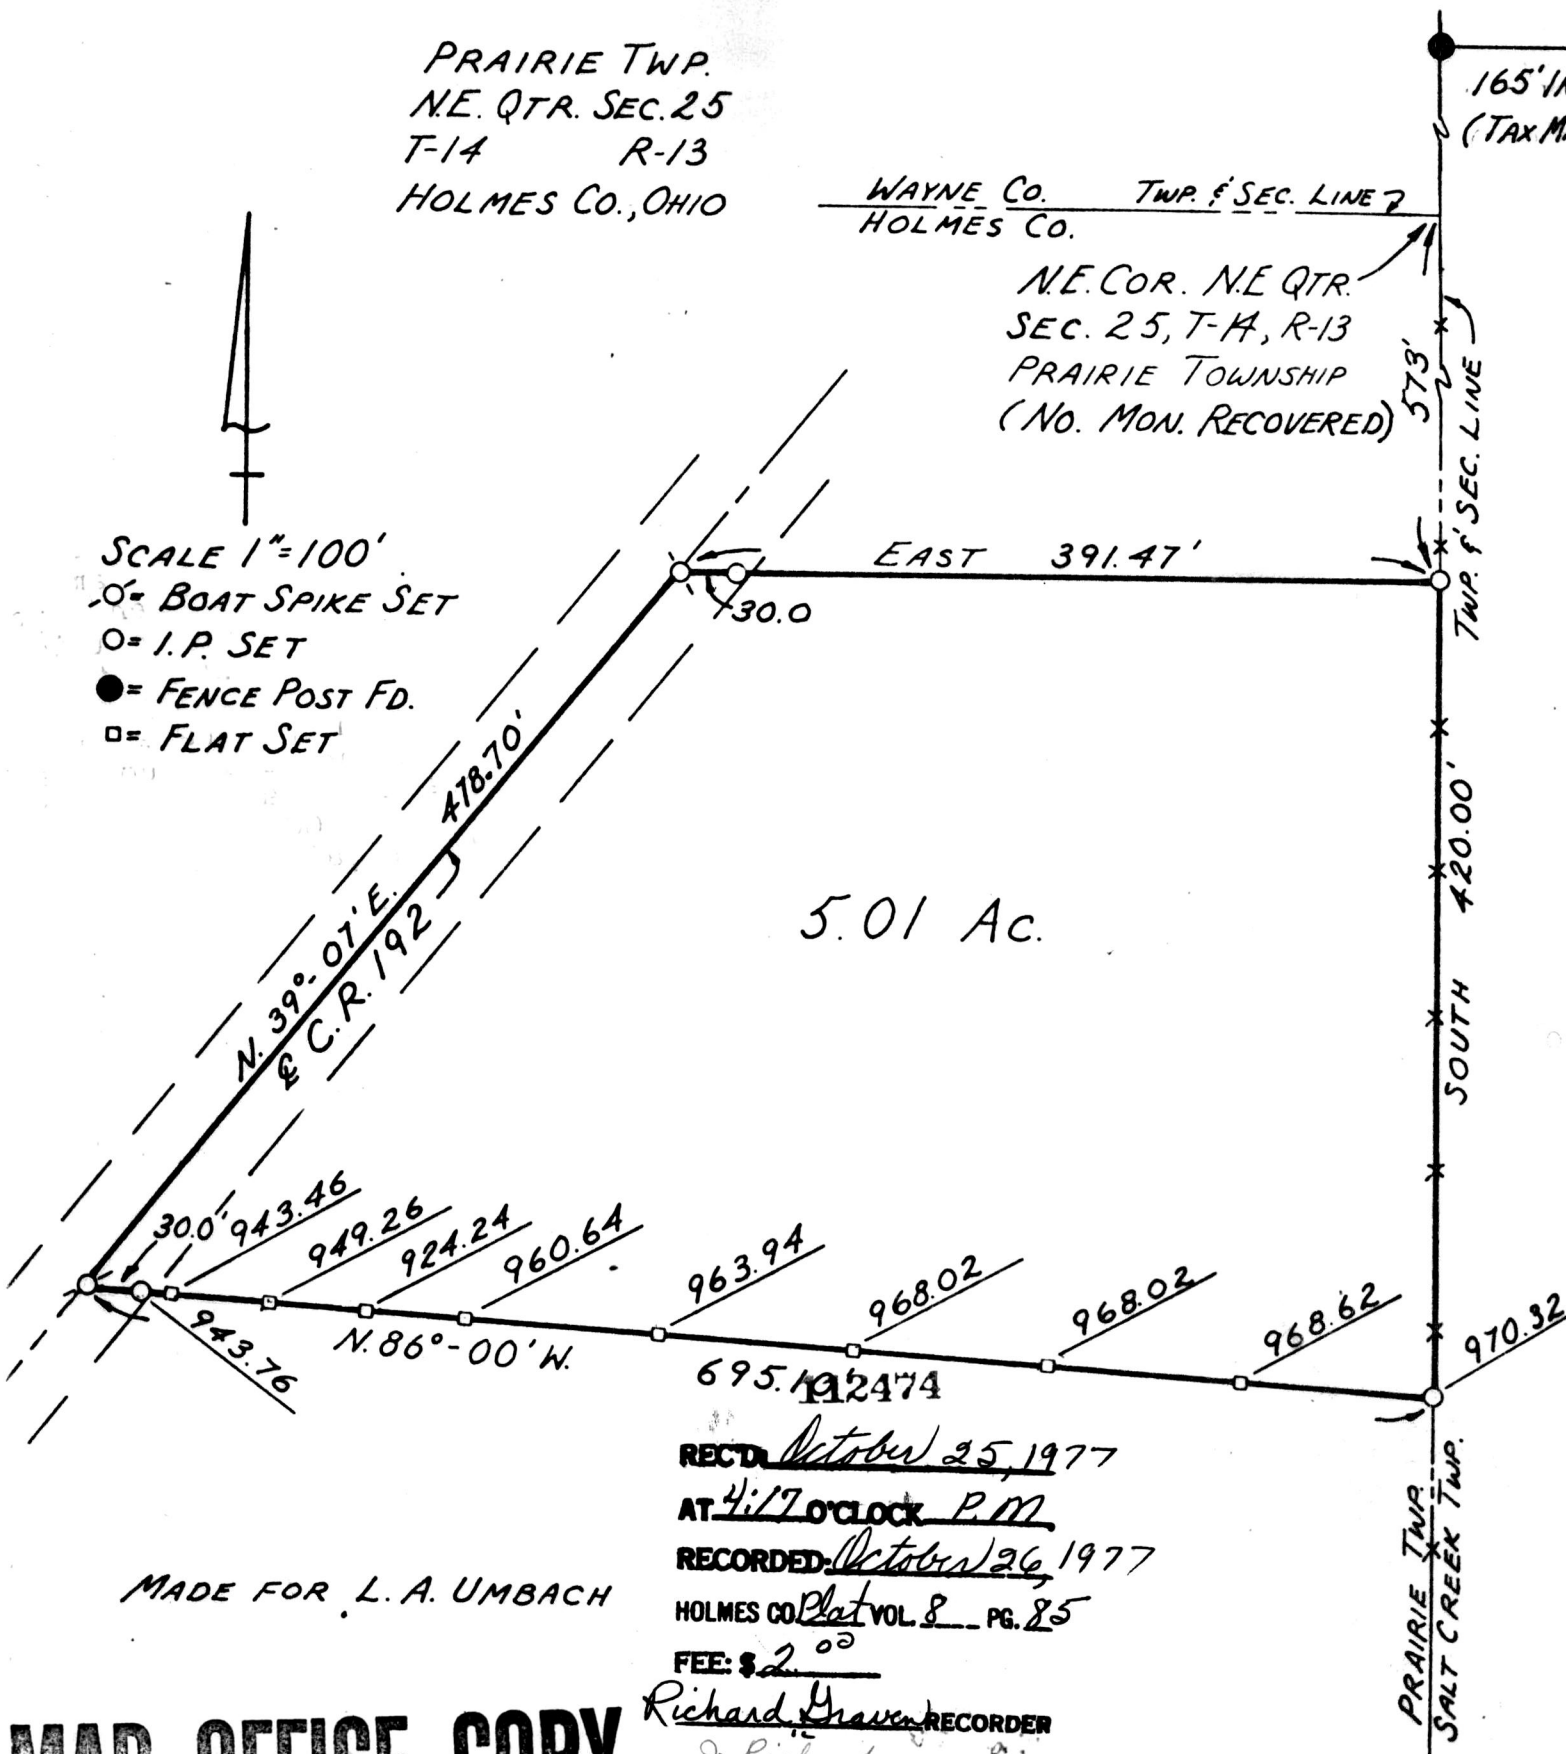 PRAIRIE TWP.
N.E. QTR. SEC. 25
T-14 R-13
HOLMES CO., OHIO
165' IN
(TAX MA
WAYNE CO. TWP. & SEC. LINE
HOLMES CO.
N.E. COR. N.E QTR.
SEC. 25, T-14, R-13
PRAIRIE TOWNSHIP
(NO. MON. RECOVERED)
573'
TWP. & SEC. LINE
SCALE 1"=100'
= BOAT SPIKE SET
= I.P. SET
= FENCE POST FD.
= FLAT SET
EAST 391.47'
30.0
478.70'
N. 39°-07' E.
℄ C.R. 192
5.01 AC.
SOUTH 420.00'
30.0'
943.46
949.26
924.24
960.64
963.94
968.02
968.02
968.62
970.32
943.76
N. 86°-00' W.
695.
112474
REC'D. October 25, 1977
AT 4:17 O'CLOCK P.M
RECORDED: October 26, 1977
HOLMES CO. Plat VOL. 8 PG. 85
FEE: $ 2.00
Richard Graven RECORDER
MADE FOR L.A. UMBACH
PRAIRIE TWP.
SALT CREEK TWP.
MAP OFFICE COPY